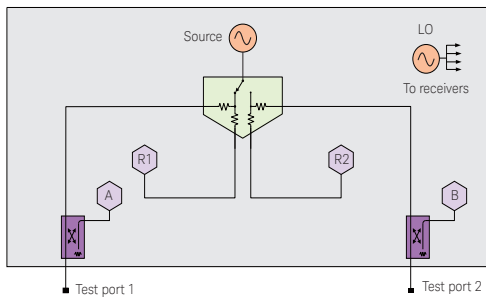 Source
LO
To receivers
R1
R2
A
B
Test port 1
Test port 2